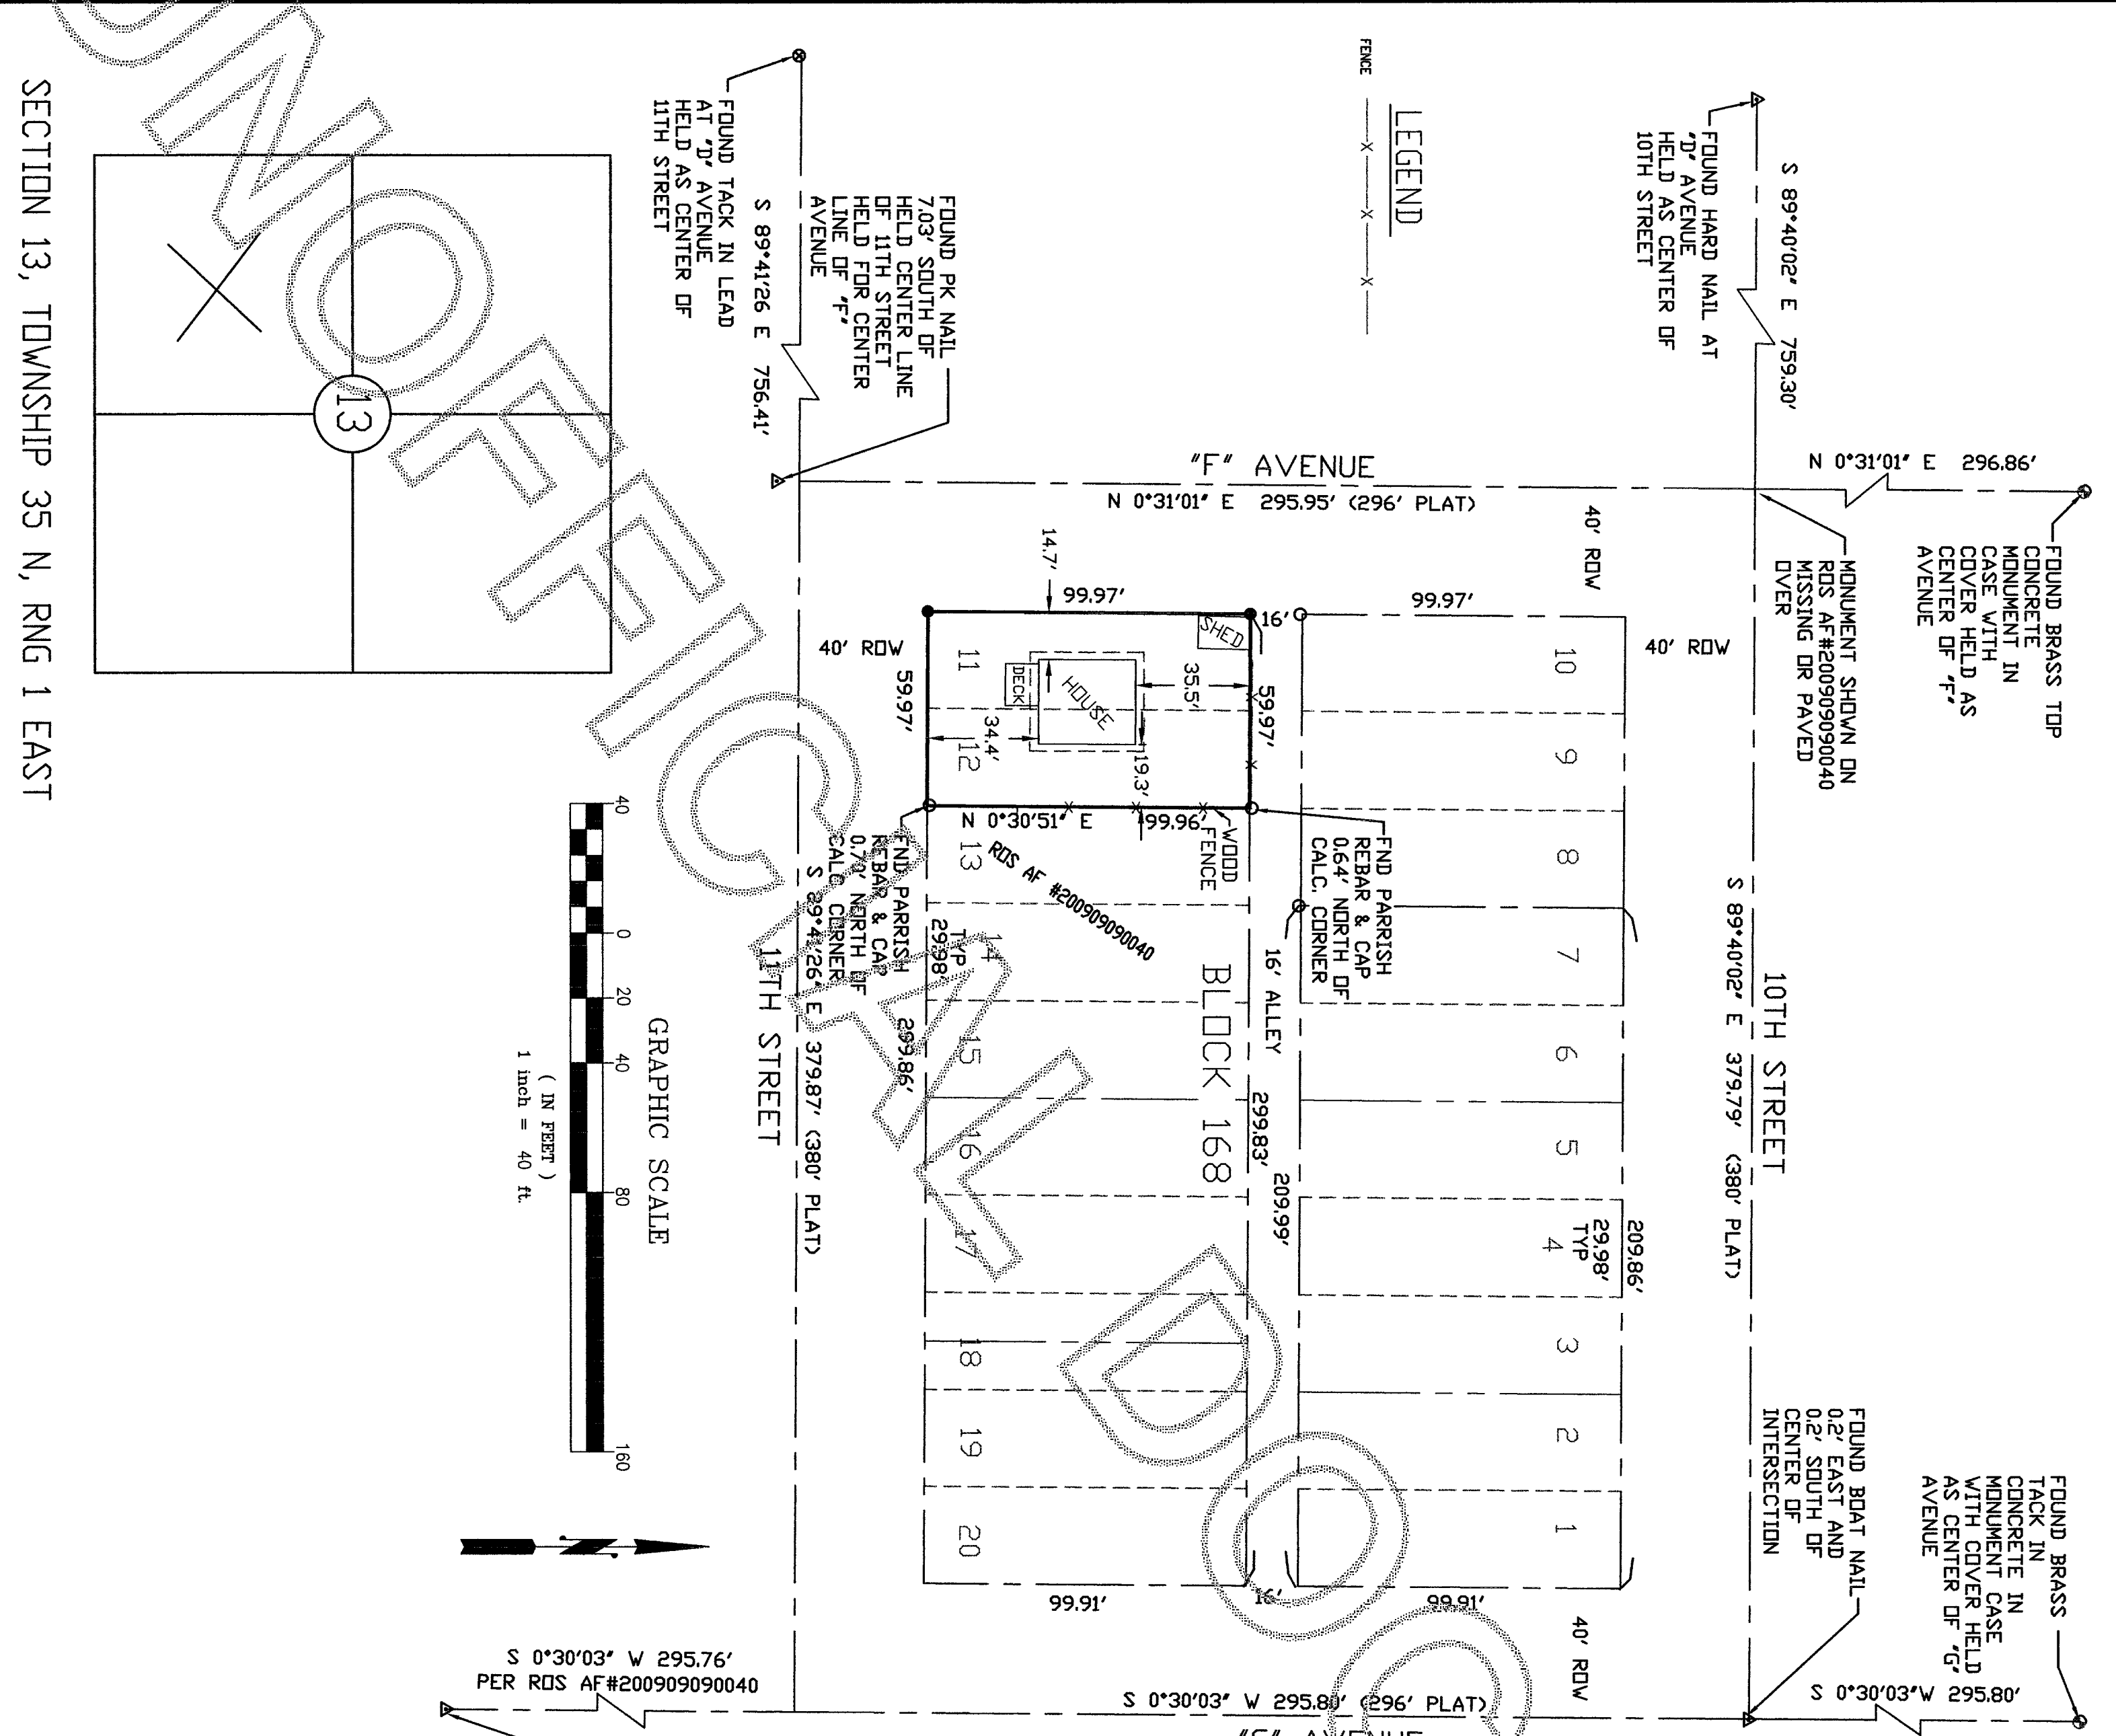 SECTION 13, TOWNSHIP 35 N, RNG 1 EAST
13
FOUND TACK IN LEAD
AT "D" AVENUE
HELD AS CENTER OF
11TH STREET
S 89°41'26 E 756.41'
FOUND PK NAIL
7.03' SOUTH OF
HELD CENTER LINE
OF 11TH STREET
HELD FOR CENTER
LINE OF "F"
AVENUE
LEGEND
FENCE
FOUND HARD NAIL AT
"D" AVENUE
HELD AS CENTER OF
10TH STREET
S 89°40'02" E 759.30'
N 0°31'01" E 296.86'
FOUND BRASS TOP
CONCRETE
MONUMENT IN
CASE WITH
COVER HELD AS
CENTER OF "F"
AVENUE
MONUMENT SHOWN ON
ROS AF#200909090040
MISSING OR PAVED
OVER
"F" AVENUE
N 0°31'01" E 295.95' (296' PLAT)
40' ROW
14.7'
99.97'
16'
99.97'
40' ROW
40' ROW
SHED
59.97'
11
12
DECK
HOUSE
35.5'
34.4'
19.3'
59.97'
N 0°30'51" E 99.96'
WOOD
FENCE
FND PARRISH
REBAR & CAP
0.64' NORTH OF
CALC. CORNER
FND PARRISH
REBAR & CAP
NORTH OF
CALC. CORNER
ROS AF #200909090040
10
9
8
7
6
5
4
3
2
1
13
14
15
16
17
18
19
20
TYP
29.98'
299.86'
BLOCK 168
16' ALLEY
299.83'
209.99'
29.98'
TYP
209.86'
10TH STREET
S 89°40'02" E 379.79' (380' PLAT)
11TH STREET
S 89°41'26" E 379.87' (380' PLAT)
GRAPHIC SCALE
40 0 20 40 80 160
( IN FEET )
1 inch = 40 ft.
99.91'
16'
99.91'
40' ROW
FOUND BOAT NAIL
0.2' EAST AND
0.2' SOUTH OF
CENTER OF
INTERSECTION
FOUND BRASS
TACK IN
CONCRETE IN
MONUMENT CASE
WITH COVER HELD
AS CENTER OF "G"
AVENUE
S 0°30'03" W 295.76'
PER ROS AF#200909090040
S 0°30'03" W 295.80' (296' PLAT)
S 0°30'03"W 295.80'
"G" AVENUE
UNOFFICIAL DOC